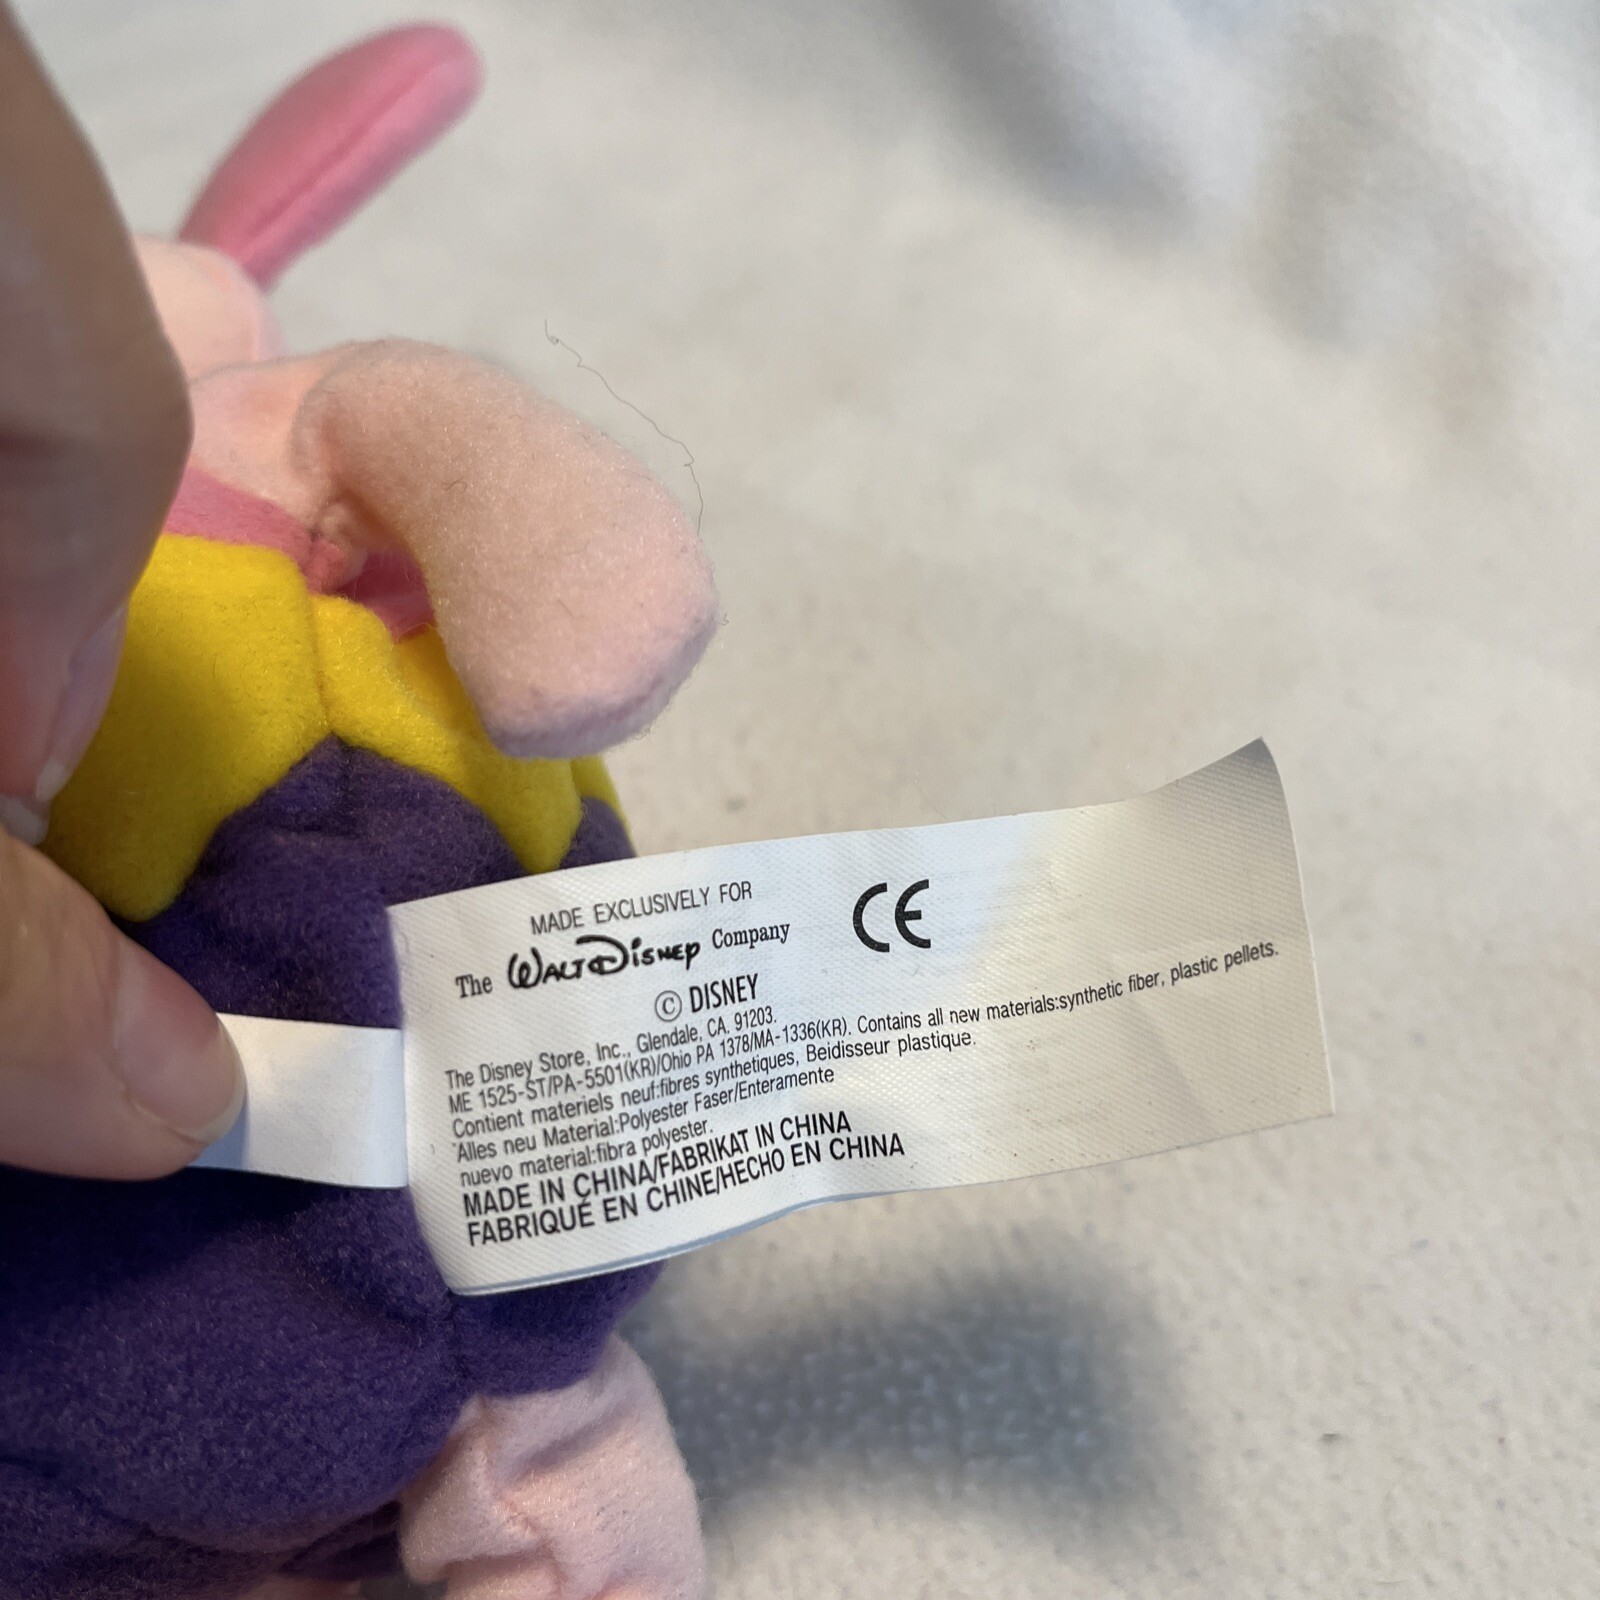 MADE EXCLUSIVELY FOR
The Walt Disney Company
CE
© DISNEY
The Disney Store, Inc., Glendale, CA. 91203.
ME 1525-ST/PA-5501(KR)/Ohio PA 1378/MA-1336(KR). Contains all new materials:synthetic fiber, plastic pellets.
Contient materiels neuf:fibres synthetiques, Beidisseur plastique.
Alles neu Material:Polyester Faser/Enteramente
nuevo material:fibra polyester.
MADE IN CHINA/FABRIKAT IN CHINA
FABRIQUÉ EN CHINE/HECHO EN CHINA